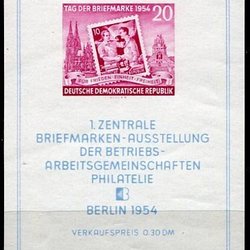 TAG DER BRIEFMARKE 1954 20
10
FÜR FRIEDEN · EINHEIT · FREIHEIT
DEUTSCHE DEMOKRATISCHE REPUBLIK
1. ZENTRALE
BRIEFMARKEN-AUSSTELLUNG
DER BETRIEBS-
ARBEITSGEMEINSCHAFTEN
PHILATELIE
BERLIN 1954
VERKAUFSPREIS 0.30 DM